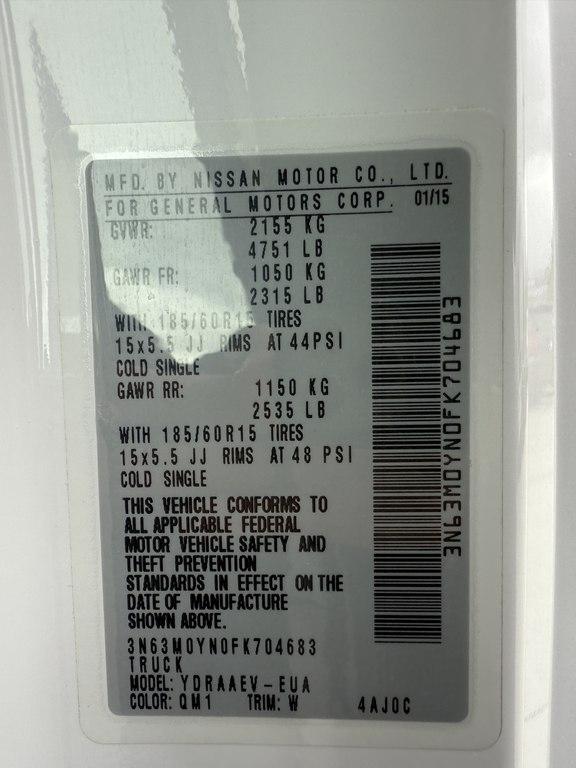 MFD. BY NISSAN MOTOR CO., LTD.
FOR GENERAL MOTORS CORP. 01/15
GVWR: 2155 KG
4751 LB
GAWR FR: 1050 KG
2315 LB
WITH 185/60R15 TIRES
15x5.5 JJ RIMS AT 44PSI
COLD SINGLE
GAWR RR: 1150 KG
2535 LB
WITH 185/60R15 TIRES
15x5.5 JJ RIMS AT 48 PSI
COLD SINGLE
THIS VEHICLE CONFORMS TO
ALL APPLICABLE FEDERAL
MOTOR VEHICLE SAFETY AND
THEFT PREVENTION
STANDARDS IN EFFECT ON THE
DATE OF MANUFACTURE
SHOWN ABOVE.
3N63M0YN0FK704683
TRUCK
MODEL: YDRAAEV-EUA
COLOR: QM1 TRIM: W 4AJ0C
3N63M0YN0FK704683